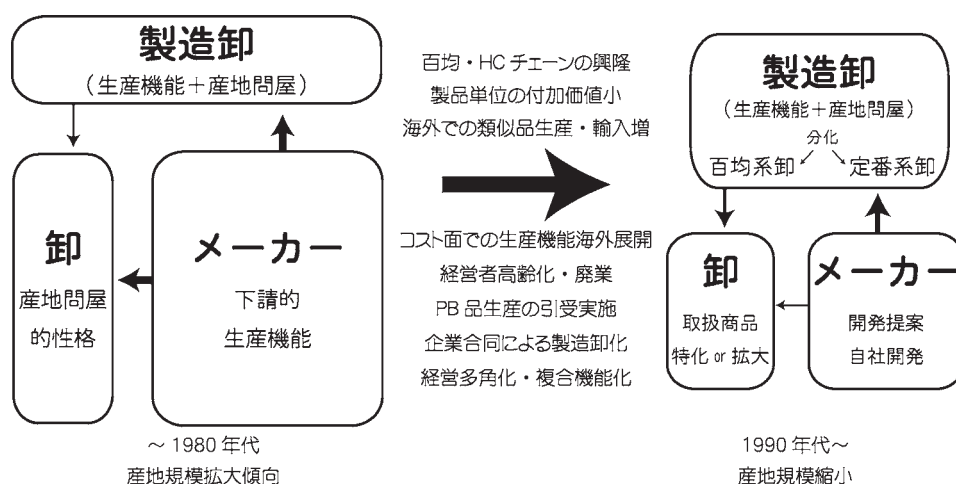 製造卸
（生産機能＋産地問屋）
卸
産地問屋
的性格
メーカー
下請的
生産機能
～1980年代
産地規模拡大傾向
百均・HCチェーンの興隆
製品単位の付加価値小
海外での類似品生産・輸入増
コスト面での生産機能海外展開
経営者高齢化・廃業
PB品生産の引受実施
企業合同による製造卸化
経営多角化・複合機能化
製造卸
（生産機能＋産地問屋）
分化
百均系卸 定番系卸
卸
取扱商品
特化or拡大
メーカー
開発提案
自社開発
1990年代～
産地規模縮小